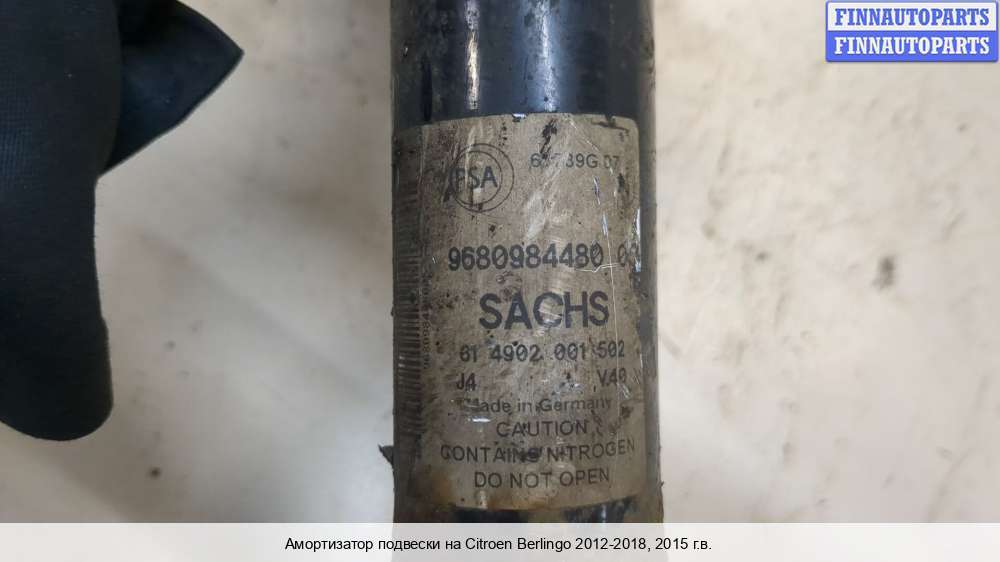 FINNAUTOPARTS
FINNAUTOPARTS
PSA
9680984480
SACHS
61 4902 001 502
J4 V40
Made in Germany
CAUTION
CONTAINS NITROGEN
DO NOT OPEN
Амортизатор подвески на Citroen Berlingo 2012-2018, 2015 г.в.